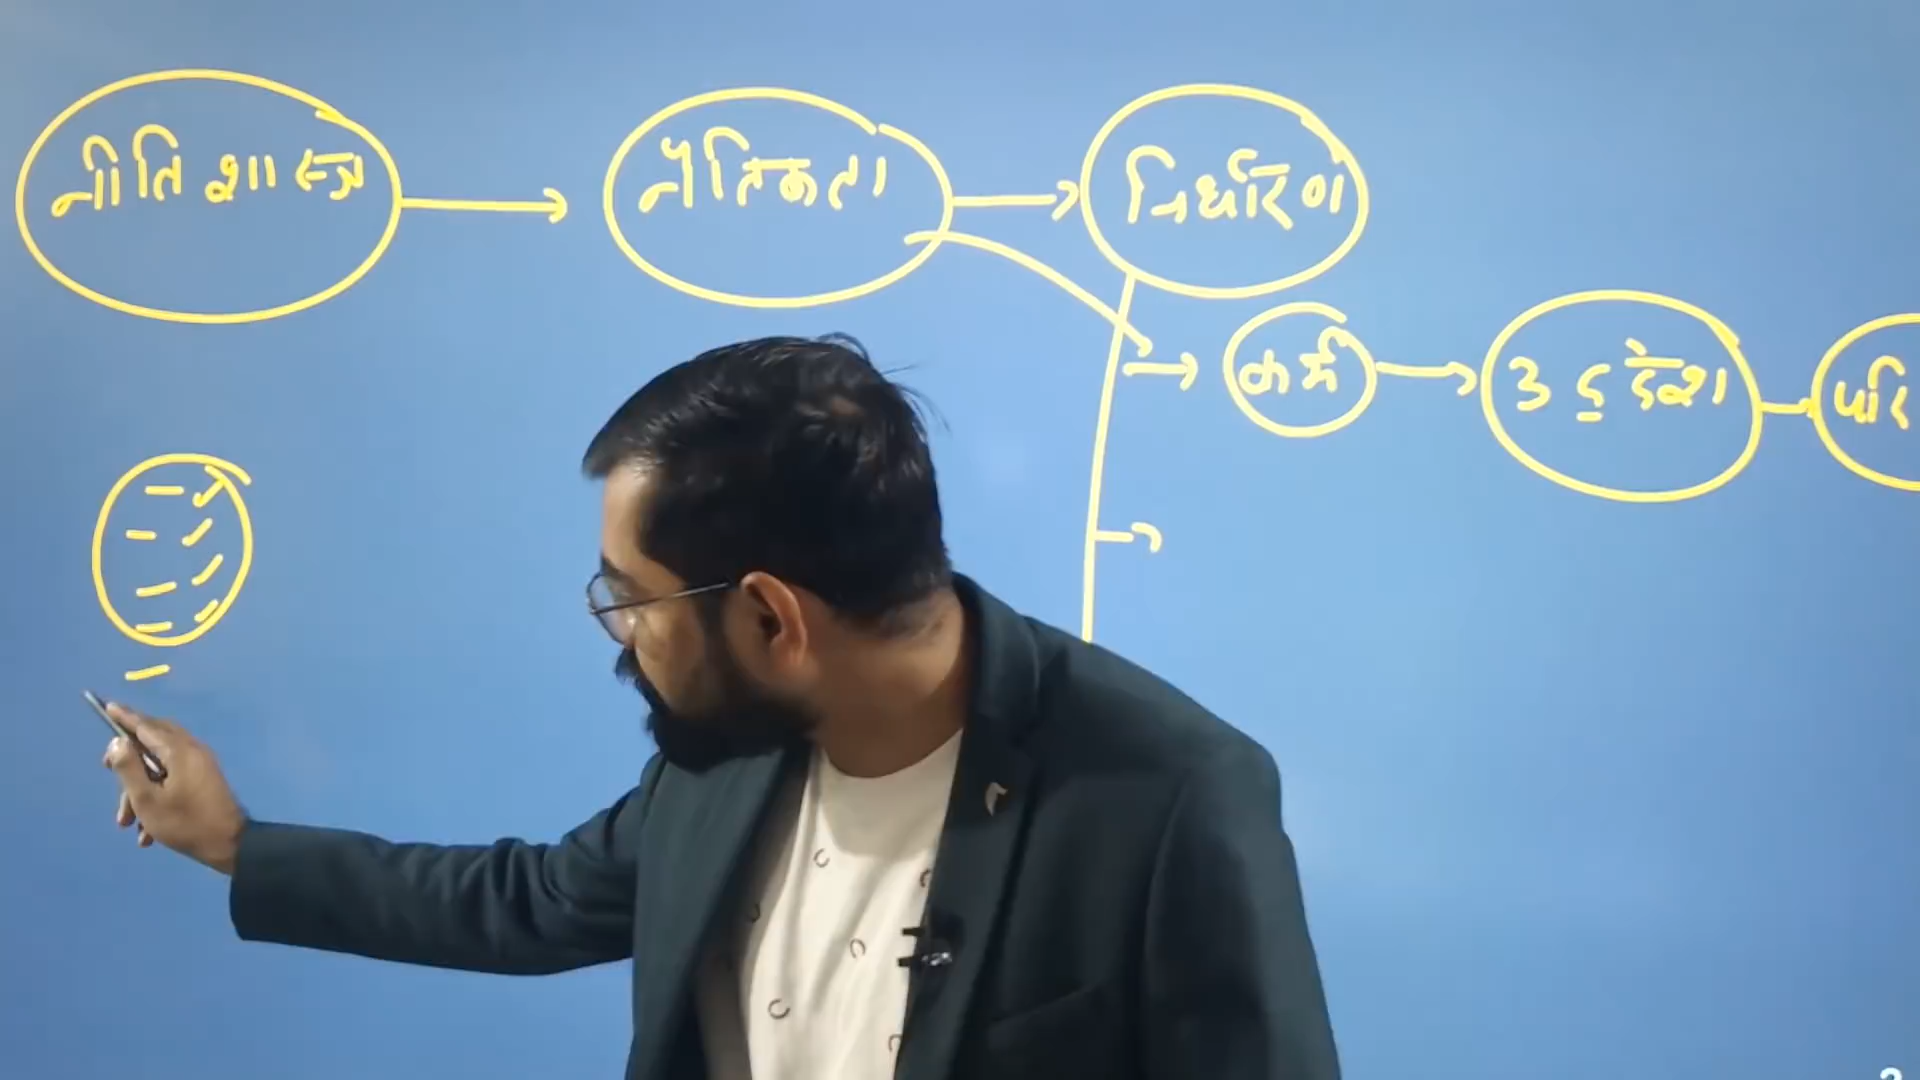 नीति शास्त्र
नैतिकता
निर्धारण
कर्म
उद्देश्य
परि